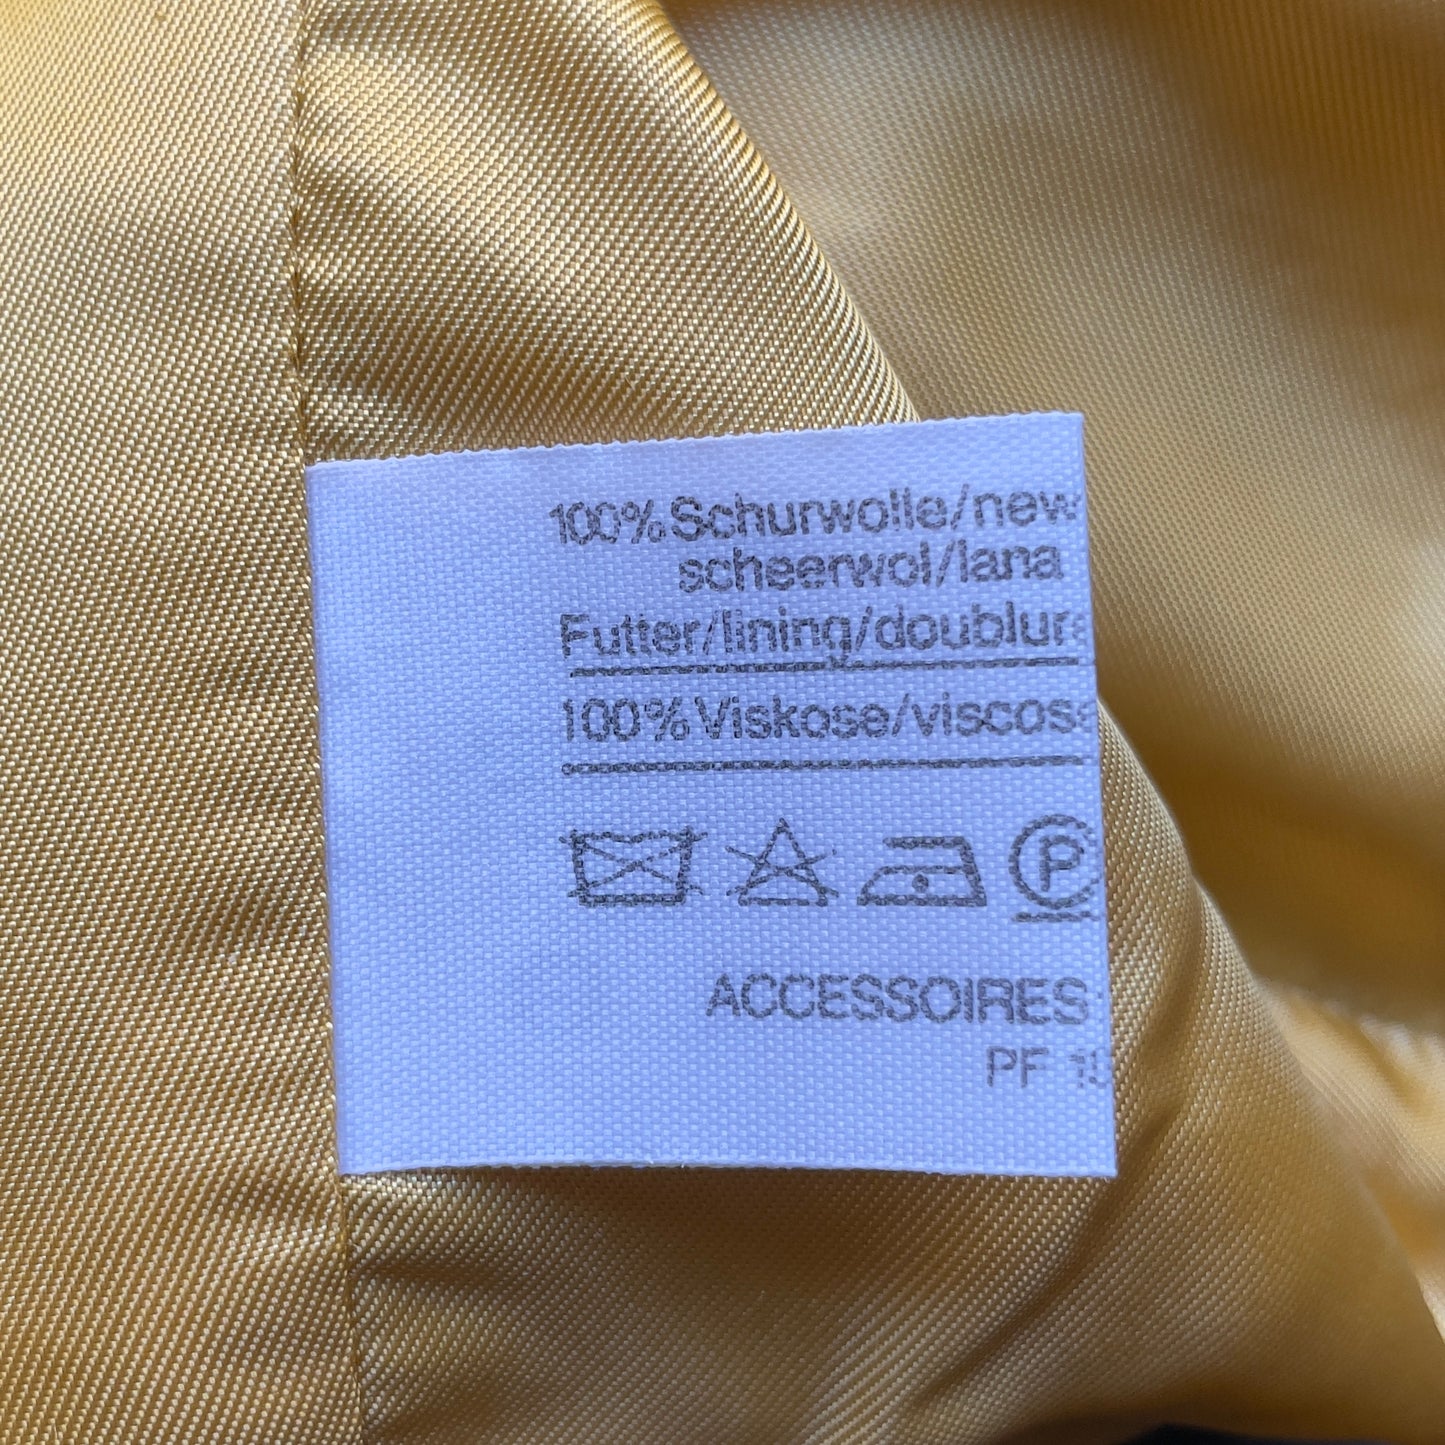 100% Schurwolle/new
scheerwol/lana
Futter/lining/doublure
100% Viskose/viscose
P
ACCESSOIRES
PF